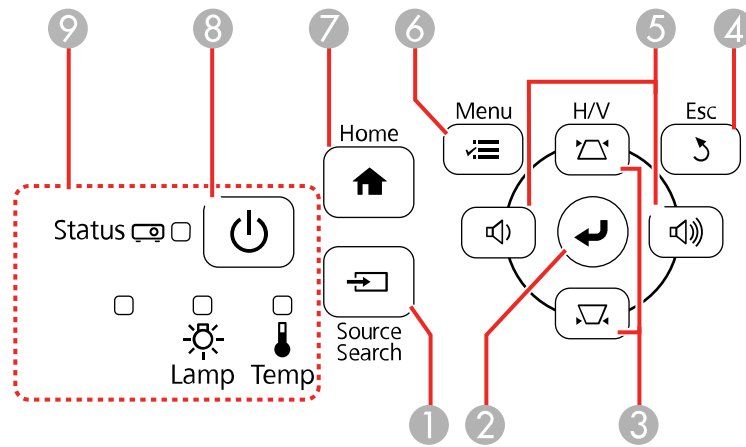 9 8 7 6 5 4
Menu H/V Esc
Home
Status
Source
Search
Lamp Temp
1 2 3